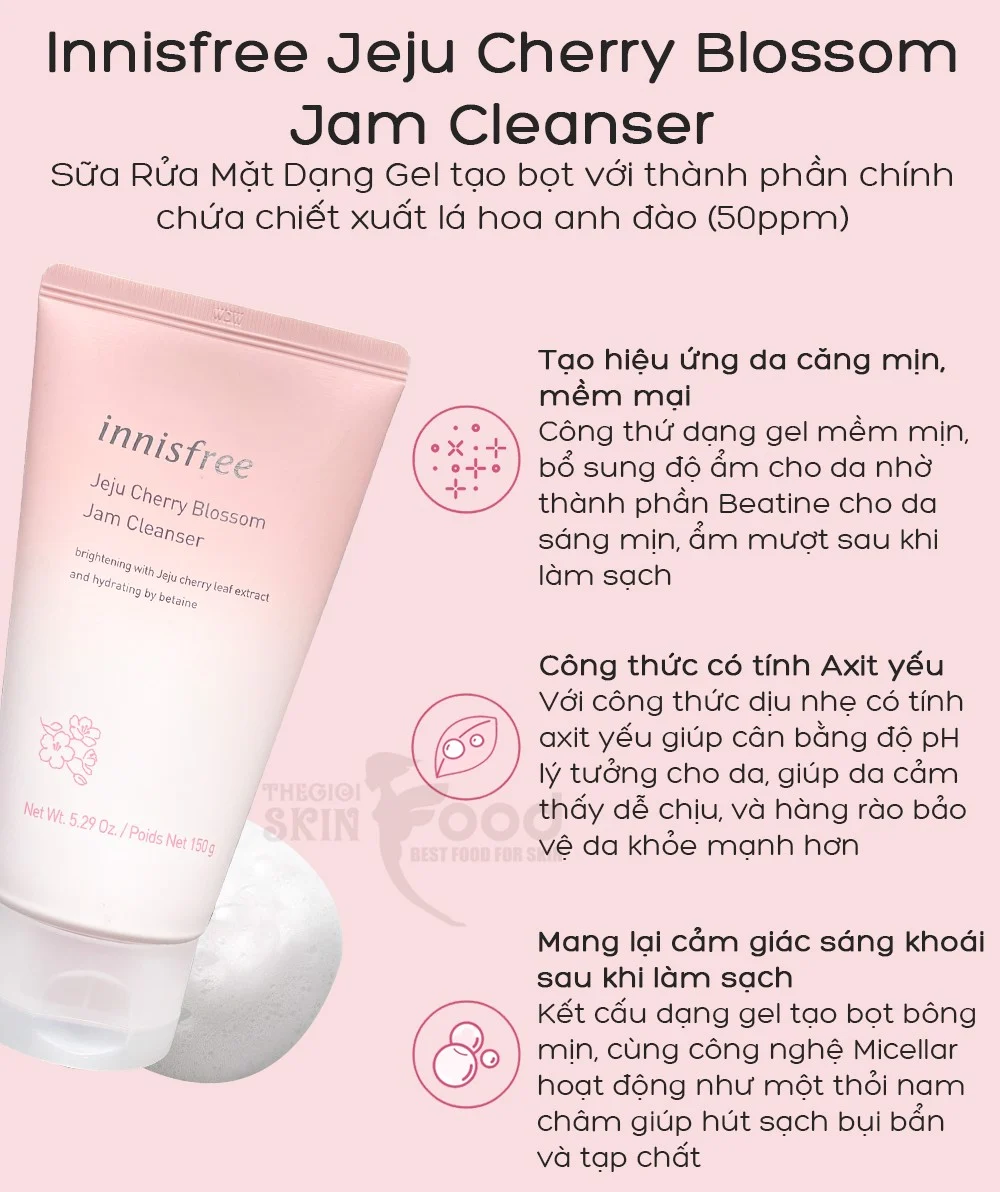 Innisfree Jeju Cherry Blossom
Jam Cleanser
Sữa Rửa Mặt Dạng Gel tạo bọt với thành phần chính
chứa chiết xuất lá hoa anh đào (50ppm)
WGW
innisfree
Jeju Cherry Blossom
Jam Cleanser
brightening with Jeju cherry leaf extract
and hydrating by betaine
Net Wt. 5.29 Oz. / Poids Net 150 g
Tạo hiệu ứng da căng mịn,
mềm mại
Công thứ dạng gel mềm mịn,
bổ sung độ ẩm cho da nhờ
thành phần Beatine cho da
sáng mịn, ẩm mượt sau khi
làm sạch
Công thức có tính Axit yếu
Với công thức dịu nhẹ có tính
axit yếu giúp cân bằng độ pH
lý tưởng cho da, giúp da cảm
thấy dễ chịu, và hàng rào bảo
vệ da khỏe mạnh hơn
THEGIOI
SKIN Food
BEST FOOD FOR SKIN
Mang lại cảm giác sáng khoái
sau khi làm sạch
Kết cấu dạng gel tạo bọt bông
mịn, cùng công nghệ Micellar
hoạt động như một thỏi nam
châm giúp hút sạch bụi bẩn
và tạp chất